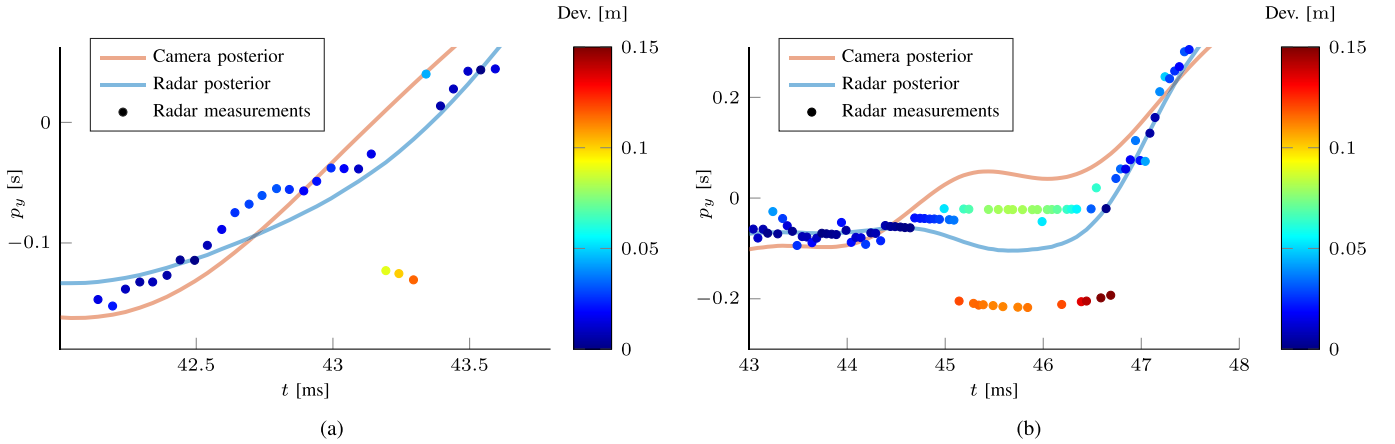 Dev. [m]
Camera posterior
Radar posterior
Radar measurements
0.15
0.1
0.05
0
0
−0.1
p_y [s]
42.5
43
43.5
t [ms]
(a)
Dev. [m]
Camera posterior
Radar posterior
Radar measurements
0.15
0.1
0.05
0
0.2
0
−0.2
p_y [s]
43
44
45
46
47
48
t [ms]
(b)